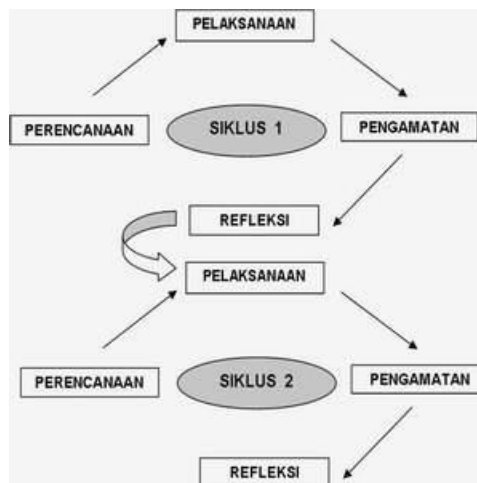 PELAKSANAAN
PERENCANAAN
SIKLUS 1
PENGAMATAN
REFLEKSI
PELAKSANAAN
PERENCANAAN
SIKLUS 2
PENGAMATAN
REFLEKSI